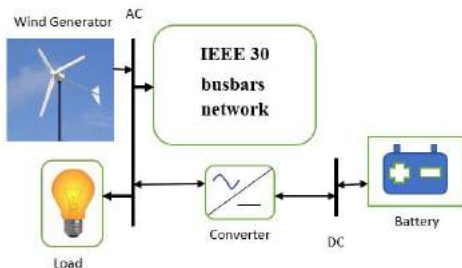 Wind Generator
AC
IEEE 30
busbars
network
Load
Converter
DC
Battery